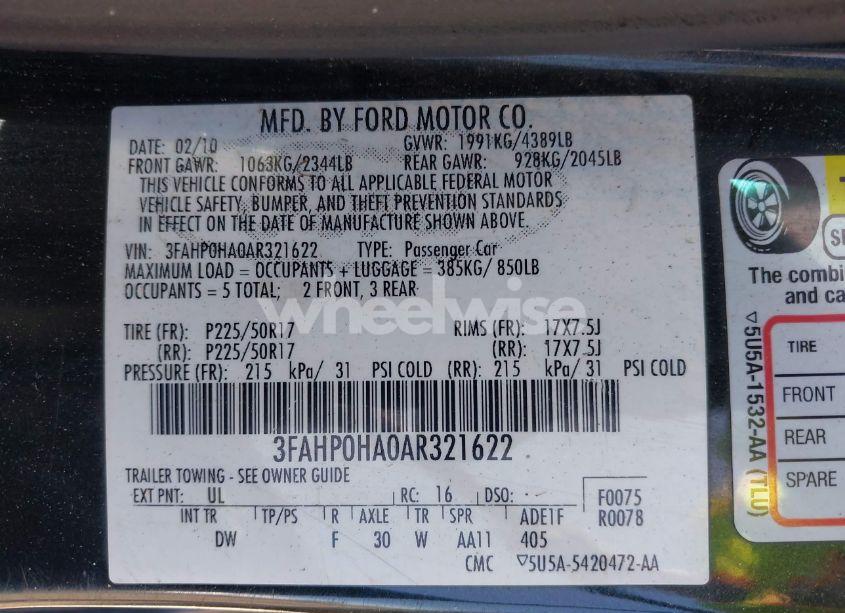 MFD. BY FORD MOTOR CO.
DATE: 02/10 GVWR: 1991KG/4389LB
FRONT GAWR: 1063KG/2344LB REAR GAWR: 928KG/2045LB
THIS VEHICLE CONFORMS TO ALL APPLICABLE FEDERAL MOTOR
VEHICLE SAFETY, BUMPER, AND THEFT PREVENTION STANDARDS
IN EFFECT ON THE DATE OF MANUFACTURE SHOWN ABOVE.
VIN: 3FAHP0HA0AR321622 TYPE: Passenger Car
MAXIMUM LOAD = OCCUPANTS + LUGGAGE = 385KG/ 850LB
OCCUPANTS = 5 TOTAL; 2 FRONT, 3 REAR
wheelwise
TIRE (FR): P225/50R17 RIMS (FR): 17X7.5J
(RR): P225/50R17 (RR): 17X7.5J
PRESSURE (FR): 215 kPa/ 31 PSI COLD (RR): 215 kPa/ 31 PSI COLD
3FAHP0HA0AR321622
TRAILER TOWING - SEE OWNER GUIDE
EXT PNT: UL RC: 16 DSO: F0075
INT TR TP/PS R AXLE TR SPR ADE1F R0078
DW F 30 W AA11 405
CMC ▽5U5A-5420472-AA
The combi
and ca
TIRE
FRONT
REAR
SPARE
▽5U5A-1532-AA (TLU)